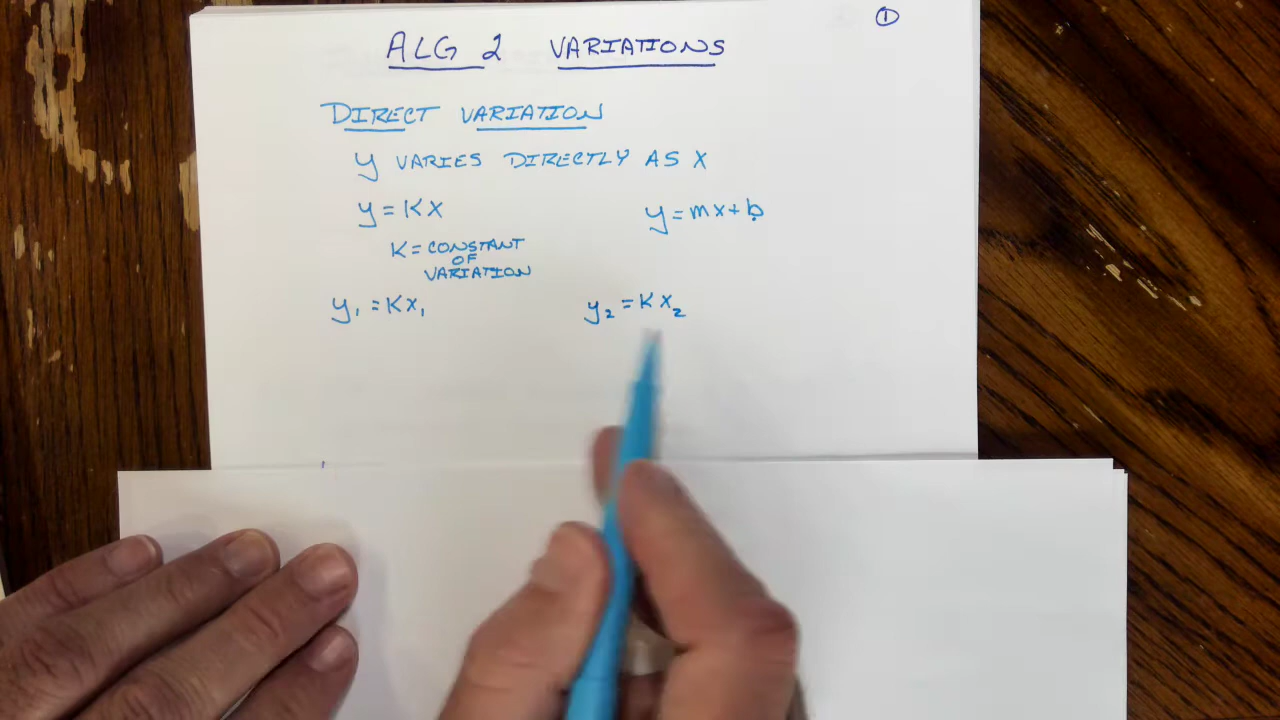 ①
ALG 2 VARIATIONS
DIRECT VARIATION
y VARIES DIRECTLY AS X
y = KX
y = mx + b
K = CONSTANT
OF
VARIATION
y₁ = KX₁
y₂ = KX₂